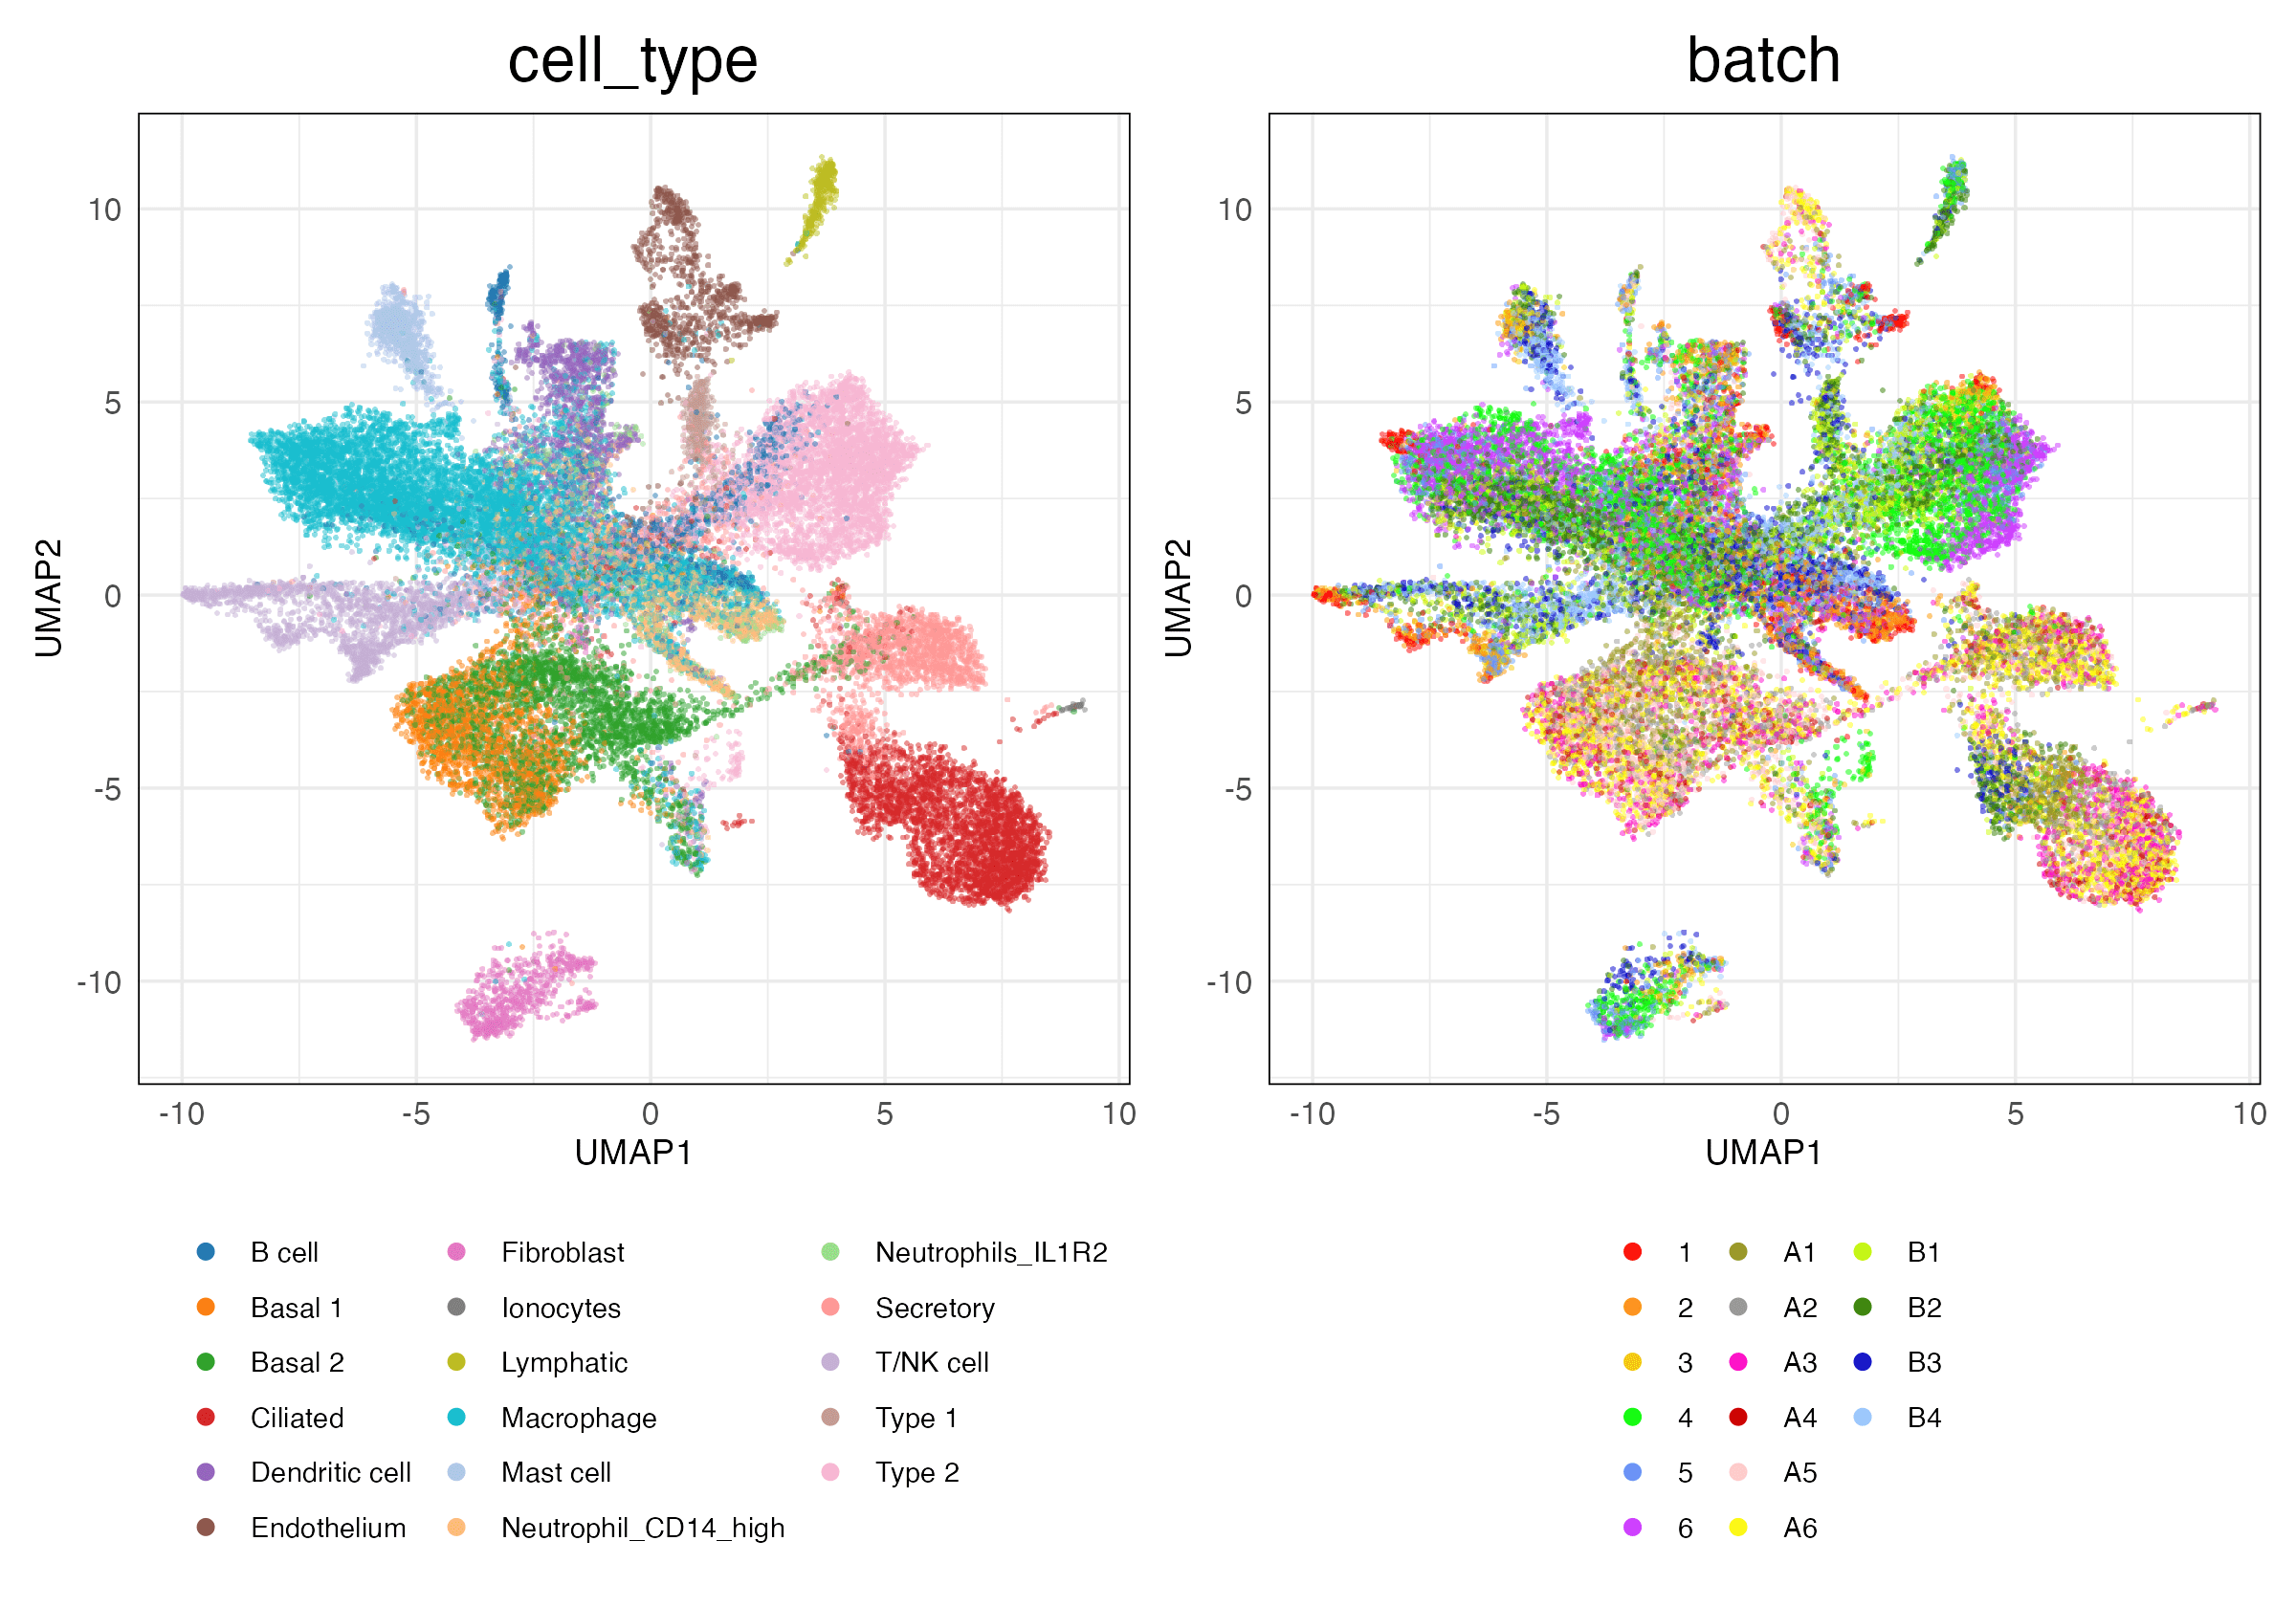 cell_type
batch
10
5
0
-5
-10
UMAP2
-10
-5
0
5
10
UMAP1
10
5
0
-5
-10
UMAP2
-10
-5
0
5
10
UMAP1
B cell
Basal 1
Basal 2
Ciliated
Dendritic cell
Endothelium
Fibroblast
Ionocytes
Lymphatic
Macrophage
Mast cell
Neutrophil_CD14_high
Neutrophils_IL1R2
Secretory
T/NK cell
Type 1
Type 2
1
2
3
4
5
6
A1
A2
A3
A4
A5
A6
B1
B2
B3
B4